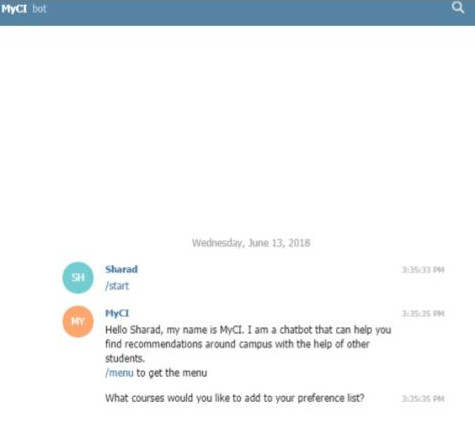 MyCI bot
Wednesday, June 13, 2018
SH
Sharad
3:35:33 PM
/start
MY
MyCI
3:35:35 PM
Hello Sharad, my name is MyCI. I am a chatbot that can help you
find recommendations around campus with the help of other
students.
/menu to get the menu
What courses would you like to add to your preference list?
3:35:35 PM